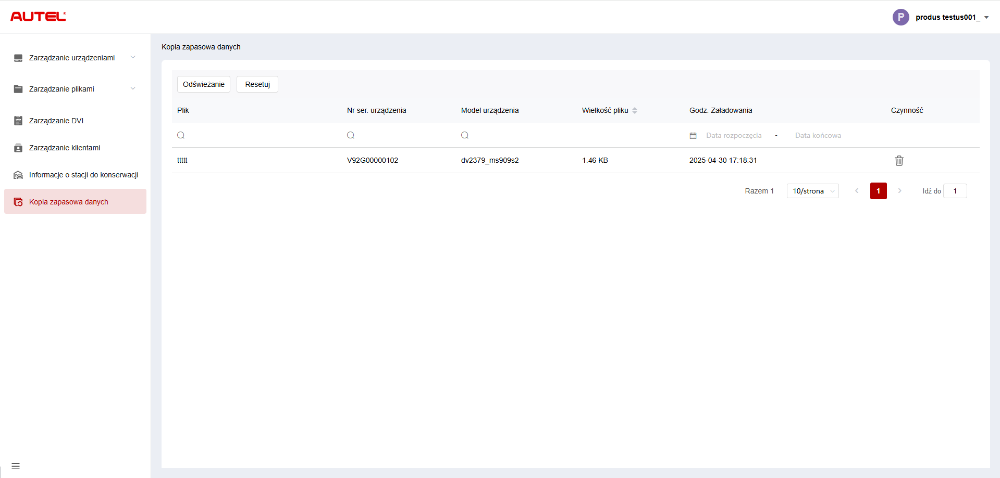 AUTEL®
P produs testus001_
Zarządzanie urządzeniami
Zarządzanie plikami
Zarządzanie DVI
Zarządzanie klientami
Informacje o stacji do konserwacji
Kopia zapasowa danych
Kopia zapasowa danych
Odświeżanie Resetuj
Plik Nr ser. urządzenia Model urządzenia Wielkość pliku Godz. Załadowania Czynność
Data rozpoczęcia - Data końcowa
ttttt V92G00000102 dv2379_ms909s2 1.46 KB 2025-04-30 17:18:31
Razem 1 10/strona 1 Idź do 1